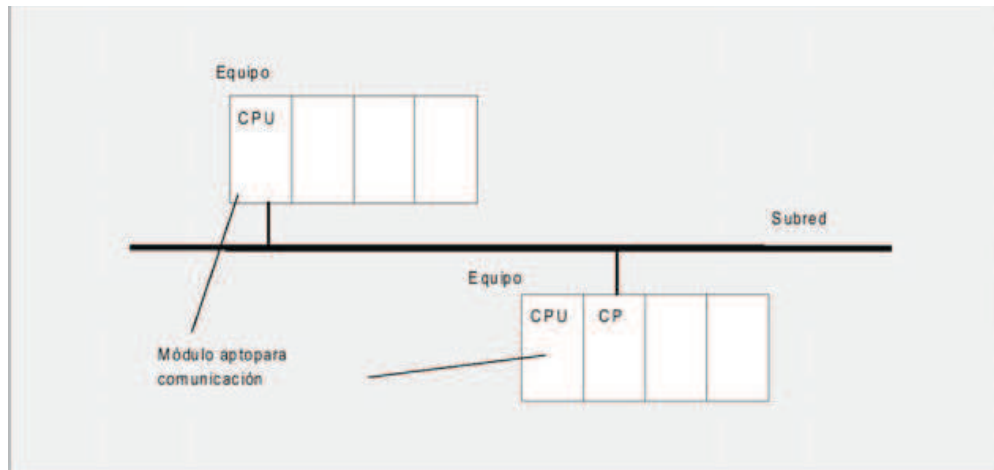 Equipo
CPU
Subred
Equipo
CPU CP
Módulo aptopara
comunicación